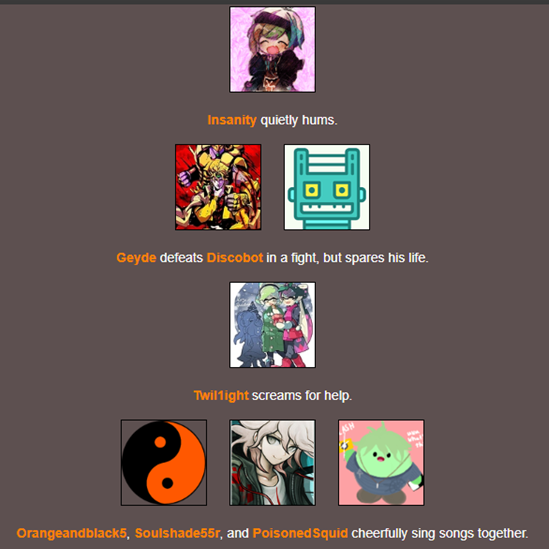 Insanity quietly hums.
Geyde defeats Discobot in a fight, but spares his life.
Twil1ight screams for help.
Orangeandblack5, Soulshade55r, and PoisonedSquid cheerfully sing songs together.